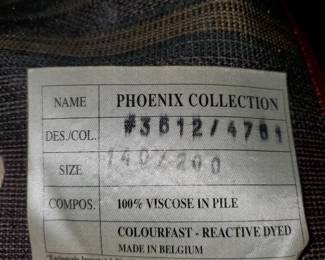 NAME PHOENIX COLLECTION
DES./COL. #3612/4761
SIZE 140/200
COMPOS. 100% VISCOSE IN PILE
COLOURFAST - REACTIVE DYED
MADE IN BELGIUM